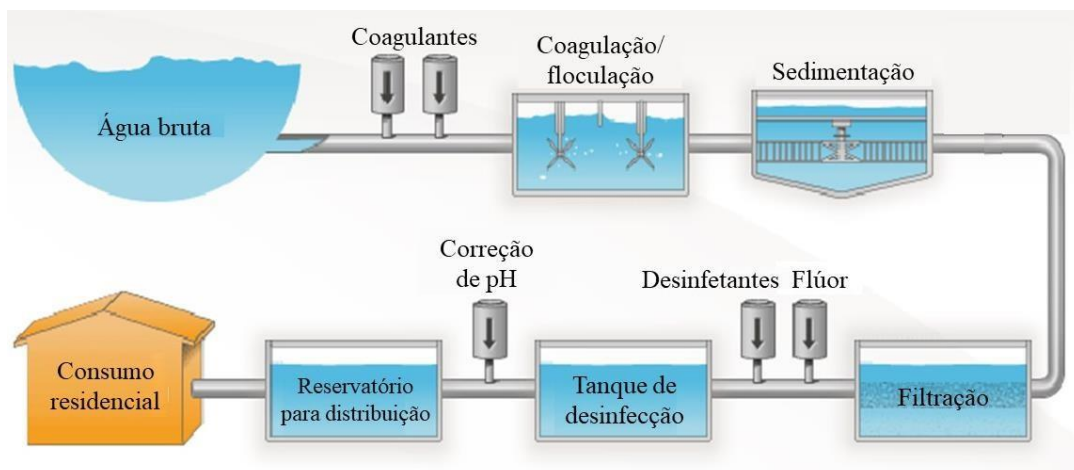 Coagulantes
Coagulação/
floculação
Sedimentação
Água bruta
Correção
de pH
Desinfetantes
Flúor
Consumo
residencial
Reservatório
para distribuição
Tanque de
desinfecção
Filtração